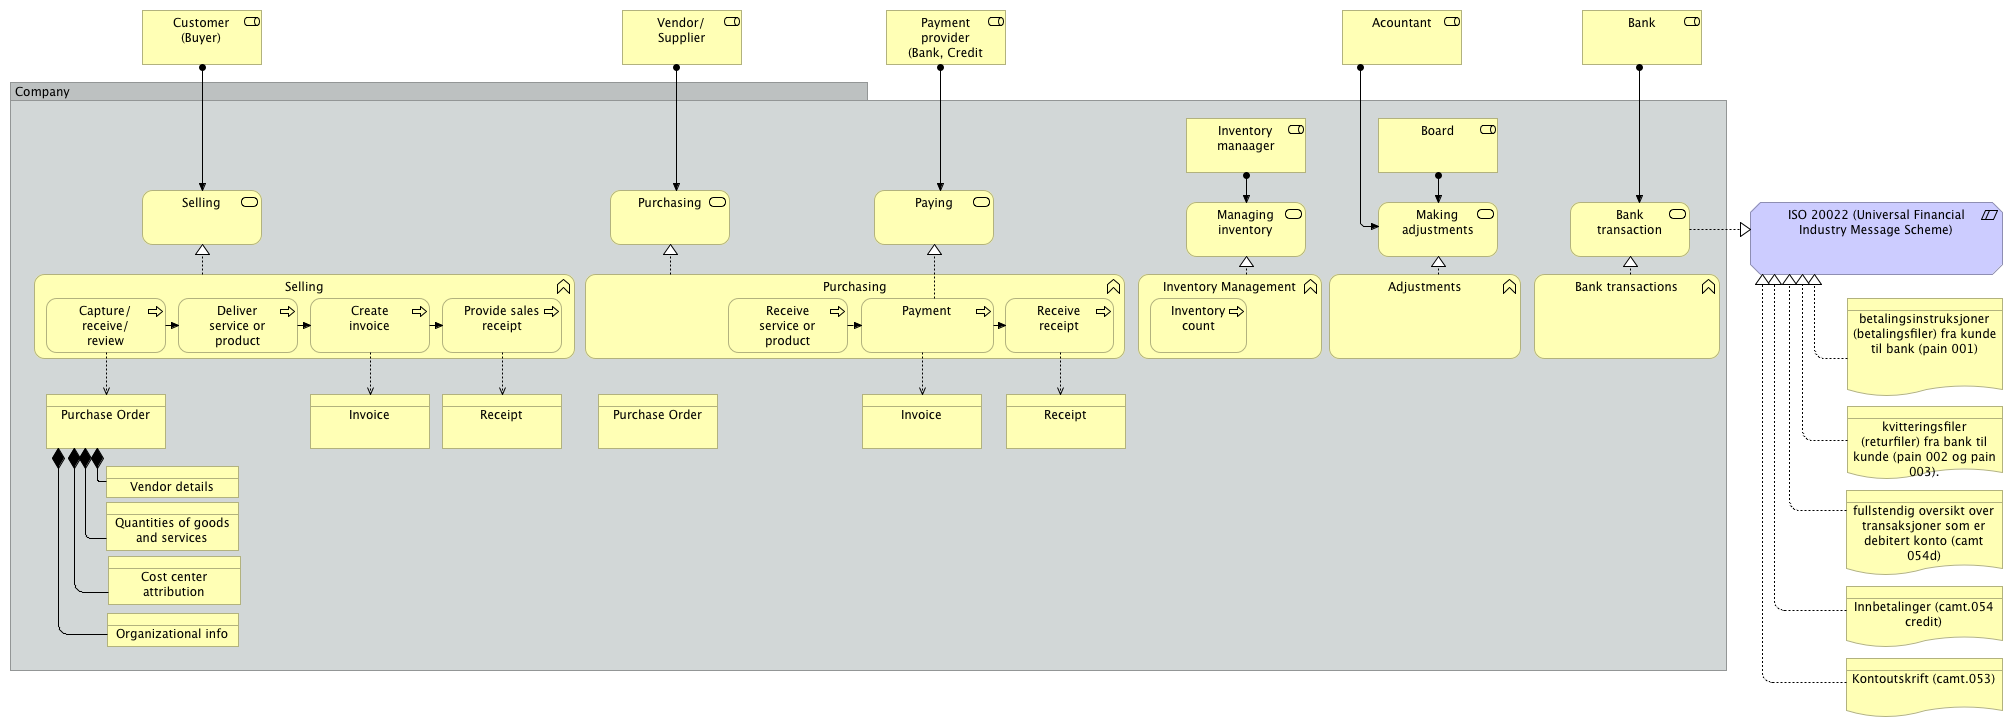 Customer
(Buyer)
Vendor/
Supplier
Payment
provider
(Bank, Credit
Acountant
Bank
Company
Inventory
manaager
Board
Selling
Purchasing
Paying
Managing
inventory
Making
adjustments
Bank
transaction
ISO 20022 (Universal Financial
Industry Message Scheme)
Selling
Capture/
receive/
review
Deliver
service or
product
Create
invoice
Provide sales
receipt
Purchasing
Receive
service or
product
Payment
Receive
receipt
Inventory Management
Inventory
count
Adjustments
Bank transactions
Purchase Order
Invoice
Receipt
Purchase Order
Invoice
Receipt
Vendor details
Quantities of goods
and services
Cost center
attribution
Organizational info
betalingsinstruksjoner
(betalingsfiler) fra kunde
til bank (pain 001)
kvitteringsfiler
(returfiler) fra bank til
kunde (pain 002 og pain
003).
fullstendig oversikt over
transaksjoner som er
debitert konto (camt
054d)
Innbetalinger (camt.054
credit)
Kontoutskrift (camt.053)